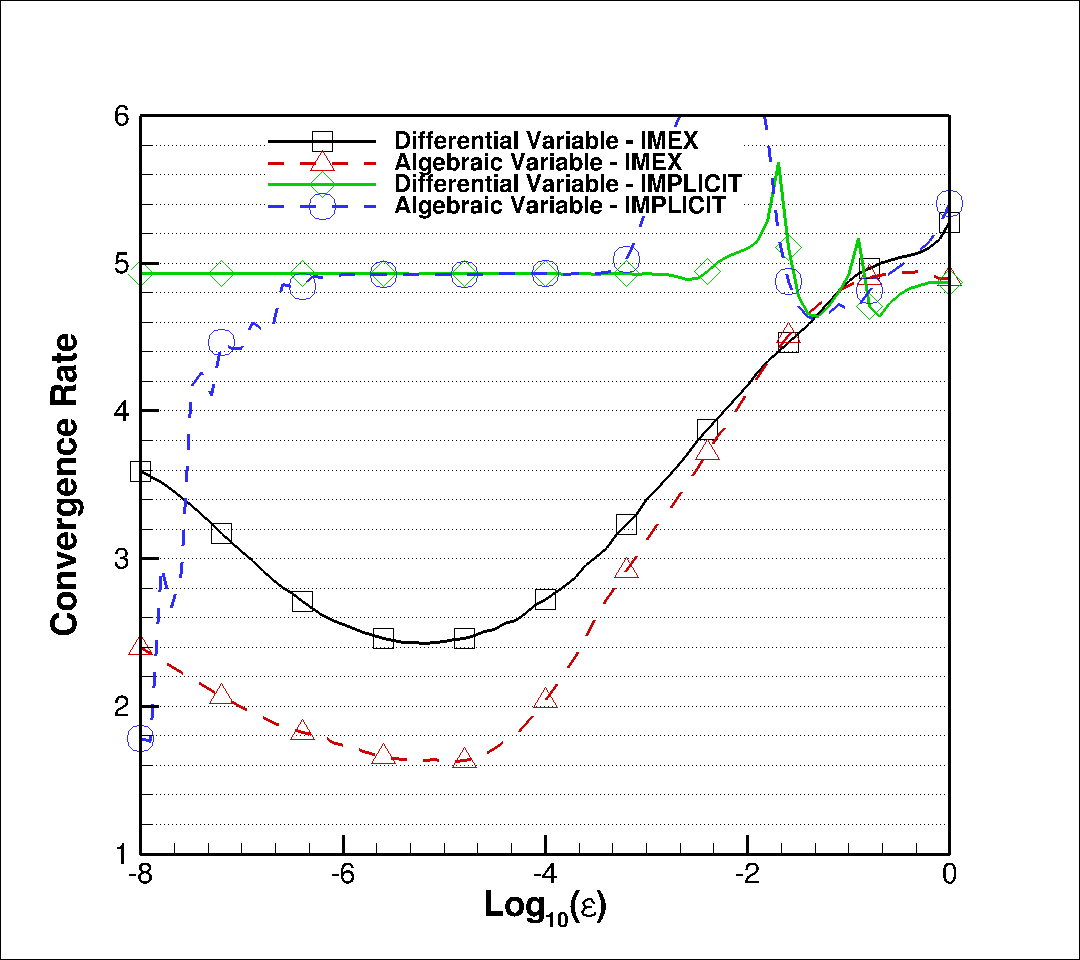 6
5
4
3
2
1
Convergence Rate
Differential Variable - IMEX
Algebraic Variable - IMEX
Differential Variable - IMPLICIT
Algebraic Variable - IMPLICIT
-8 -6 -4 -2 0
Log10(ε)